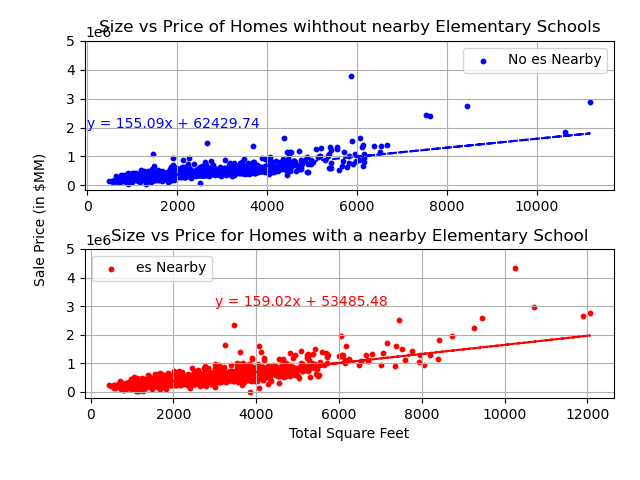 Size vs Price of Homes wihthout nearby Elementary Schools
1e6
5
4
3
2
1
0
No es Nearby
y = 155.09x + 62429.74
0 2000 4000 6000 8000 10000
Sale Price (in $MM)
Size vs Price for Homes with a nearby Elementary School
1e6
5
4
3
2
1
0
es Nearby
y = 159.02x + 53485.48
0 2000 4000 6000 8000 10000 12000
Total Square Feet